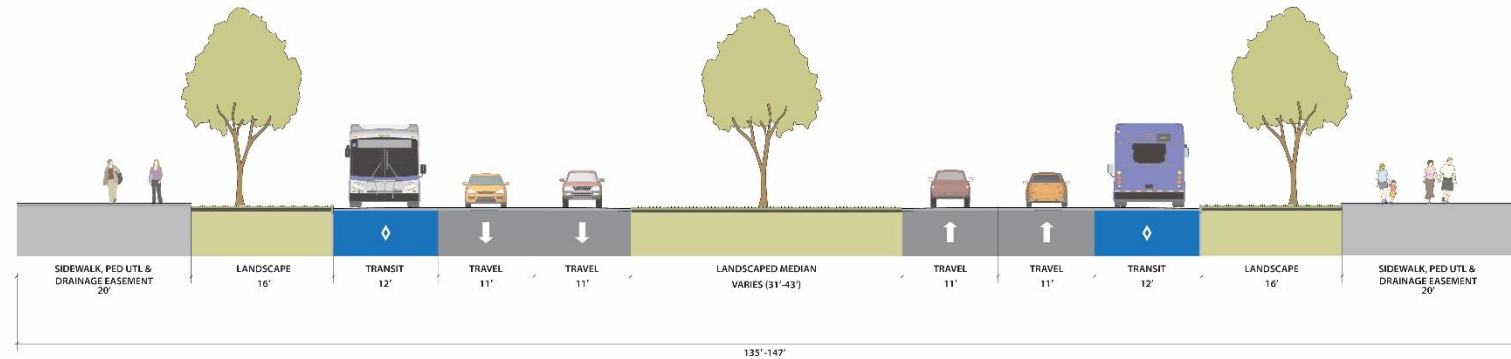 SIDEWALK, PED UTL &
DRAINAGE EASEMENT
20'
LANDSCAPE
16'
TRANSIT
12'
TRAVEL
11'
TRAVEL
11'
LANDSCAPED MEDIAN
VARIES (31'-43')
TRAVEL
11'
TRAVEL
11'
TRANSIT
12'
LANDSCAPE
16'
SIDEWALK, PED UTL &
DRAINAGE EASEMENT
20'
135'-147'